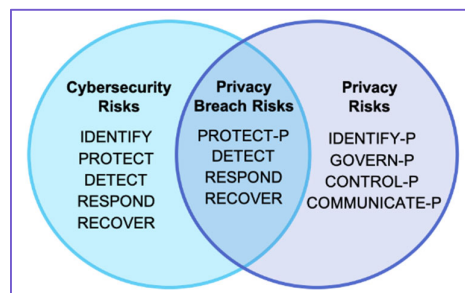 Cybersecurity
Risks
IDENTIFY
PROTECT
DETECT
RESPOND
RECOVER
Privacy
Breach Risks
PROTECT-P
DETECT
RESPOND
RECOVER
Privacy
Risks
IDENTIFY-P
GOVERN-P
CONTROL-P
COMMUNICATE-P